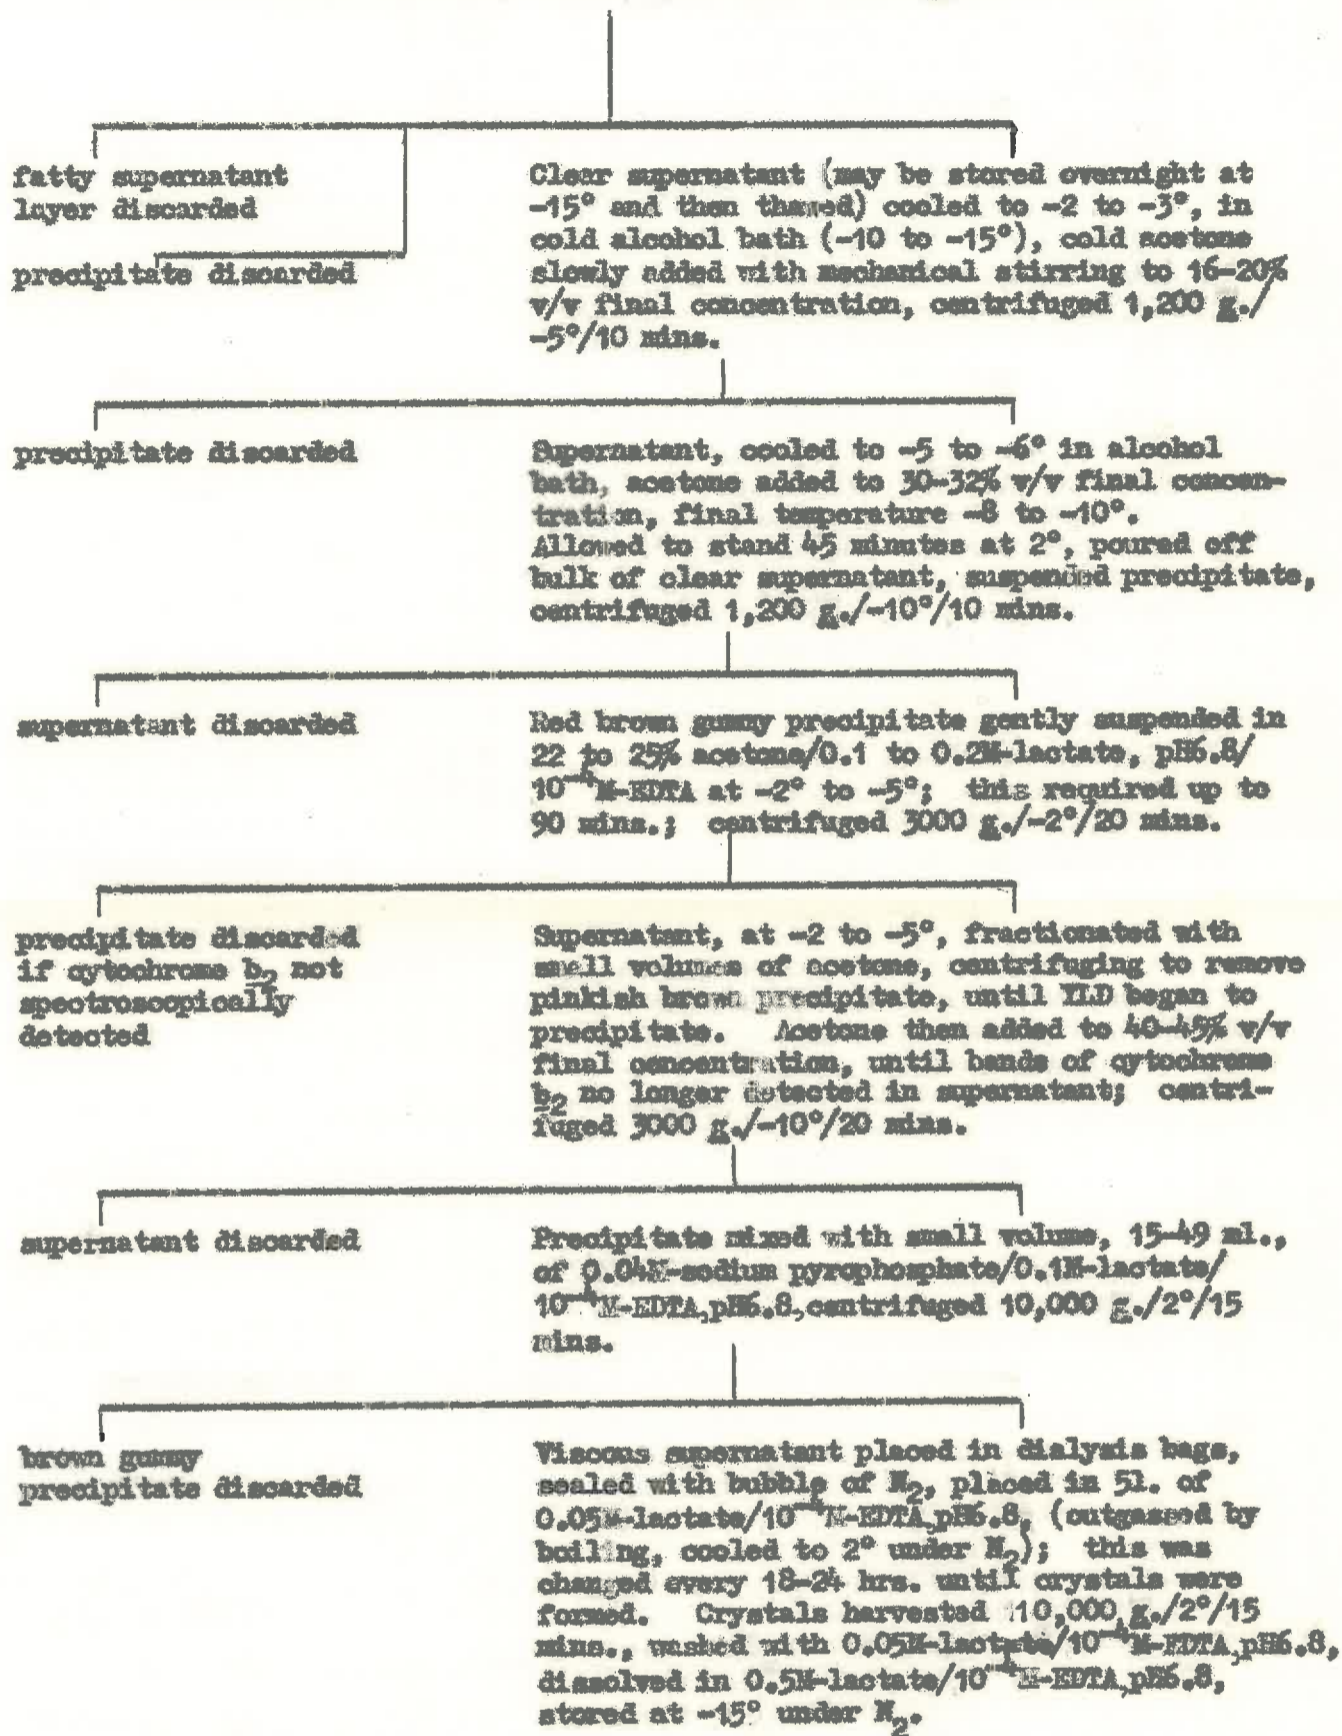 fatty supernatant
layer discarded
precipitate discarded
Clear supernatant (may be stored overnight at
-15° and then thawed) cooled to -2 to -3°, in
cold alcohol bath (-10 to -15°), cold acetone
slowly added with mechanical stirring to 16-20%
v/v final concentration, centrifuged 1,200 g./
-5°/10 mins.
precipitate discarded
Supernatant, cooled to -5 to -6° in alcohol
bath, acetone added to 30-32% v/v final concen-
tration, final temperature -8 to -10°.
Allowed to stand 45 minutes at 2°, poured off
bulk of clear supernatant, suspended precipitate,
centrifuged 1,200 g./-10°/10 mins.
supernatant discarded
Red brown gummy precipitate gently suspended in
22 to 25% acetone/0.1 to 0.2M-lactate, pH6.8/
10⁻⁴M-EDTA at -2° to -5°; this required up to
90 mins.; centrifuged 3000 g./-2°/20 mins.
precipitate discarded
if cytochrome b₂ not
spectroscopically
detected
Supernatant, at -2 to -5°, fractionated with
small volumes of acetone, centrifuging to remove
pinkish brown precipitate, until YLD began to
precipitate. Acetone then added to 40-45% v/v
final concentration, until bands of cytochrome
b₂ no longer detected in supernatant; centri-
fuged 3000 g./-10°/20 mins.
supernatant discarded
Precipitate mixed with small volume, 15-49 ml.,
of 0.04M-sodium pyrophosphate/0.1M-lactate/
10⁻⁴M-EDTA,pH6.8,centrifuged 10,000 g./2°/15
mins.
brown gummy
precipitate discarded
Viscous supernatant placed in dialysis bags,
sealed with bubble of N₂, placed in 5l. of
0.05M-lactate/10⁻⁴M-EDTA,pH6.8, (outgassed by
boiling, cooled to 2° under N₂); this was
changed every 18-24 hrs. until crystals were
formed. Crystals harvested 10,000 g./2°/15
mins., washed with 0.05M-lactate/10⁻⁴M-EDTA,pH6.8,
dissolved in 0.5M-lactate/10⁻⁴M-EDTA,pH6.8,
stored at -15° under N₂.